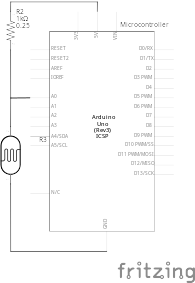 R2
1kΩ
0.25
Microcontroller
3V3
5V
VIN
RESET
RESET2
AREF
IOREF
A0
A1
A2
A3
A4/SDA
A5/SCL
N/C
R3
Arduino
Uno
(Rev3)
ICSP
D0/RX
D1/TX
D2
D3 PWM
D4
D5 PWM
D6 PWM
D7
D8
D9 PWM
D10 PWM/SS
D11 PWM/MOSI
D12/MISO
D13/SCK
GND
fritzing